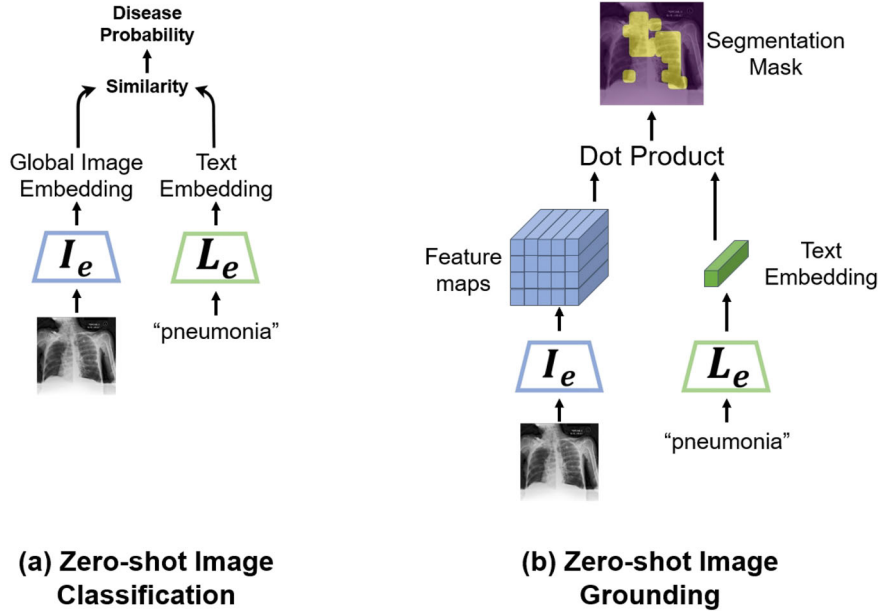 Disease
Probability
Similarity
Global Image
Embedding
Text
Embedding
I_e
L_e
"pneumonia"
(a) Zero-shot Image
Classification
Segmentation
Mask
Dot Product
Feature
maps
Text
Embedding
I_e
L_e
“pneumonia”
(b) Zero-shot Image
Grounding